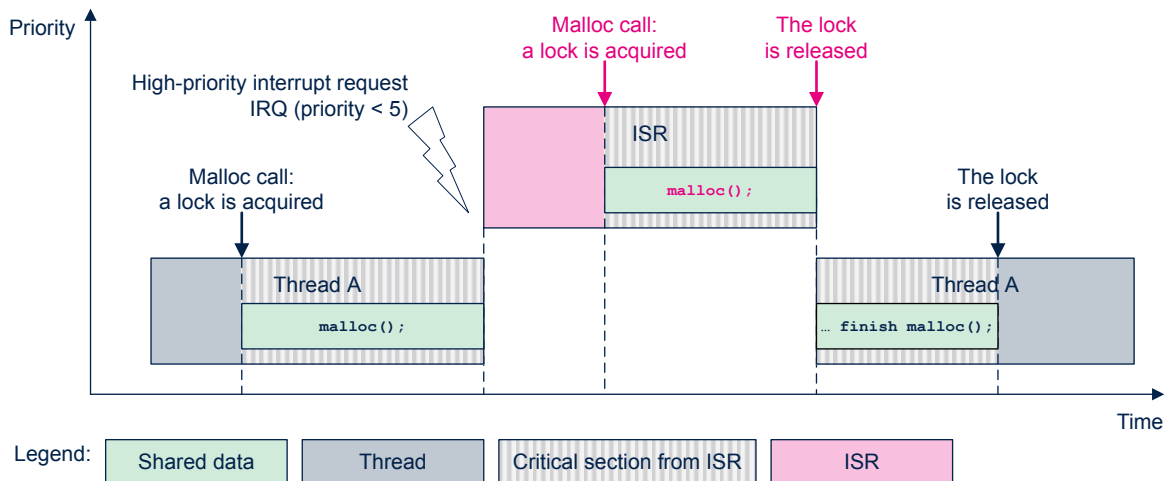 Priority
Malloc call:
a lock is acquired
The lock
is released
High-priority interrupt request
IRQ (priority < 5)
ISR
malloc();
Malloc call:
a lock is acquired
The lock
is released
Thread A
malloc();
Thread A
… finish malloc();
Time
Legend:
Shared data
Thread
Critical section from ISR
ISR